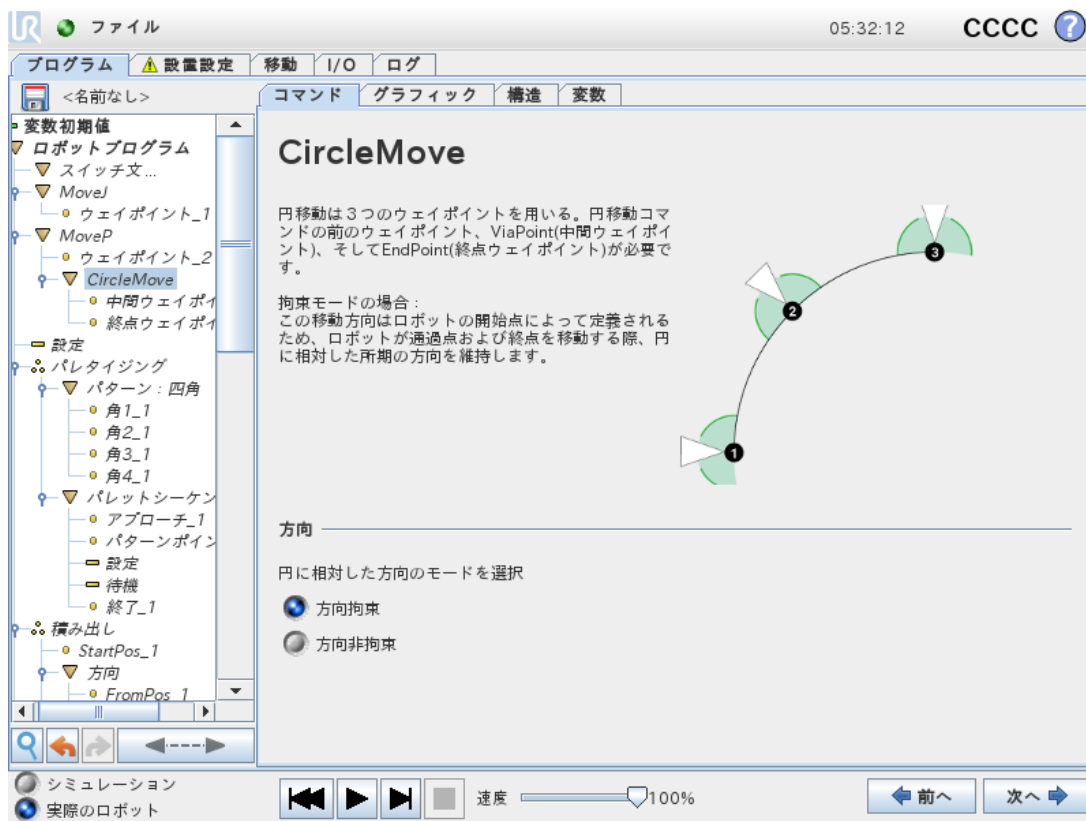 UR
ファイル
05:32:12
CCCC
?
プログラム
設置設定
移動
I/O
ログ
<名前なし>
コマンド
グラフィック
構造
変数
変数初期値
ロボットプログラム
スイッチ文...
MoveJ
ウェイポイント_1
MoveP
ウェイポイント_2
CircleMove
中間ウェイポイ
終点ウェイポイ
設定
パレタイジング
パターン : 四角
角1_1
角2_1
角3_1
角4_1
パレットシーケン
アプローチ_1
パターンポイン
設定
待機
終了_1
積み出し
StartPos_1
方向
FromPos_1
CircleMove
円移動は３つのウェイポイントを用いる。円移動コマ
ンドの前のウェイポイント、ViaPoint(中間ウェイポイ
ント)、そしてEndPoint(終点ウェイポイント)が必要で
す。
拘束モードの場合 :
この移動方向はロボットの開始点によって定義される
ため、ロボットが通過点および終点を移動する際、円
に相対した所期の方向を維持します。
3
2
1
方向
円に相対した方向のモードを選択
方向拘束
方向非拘束
シミュレーション
実際のロボット
速度
100%
前へ
次へ